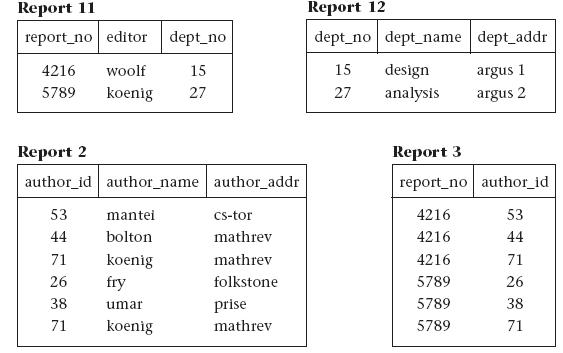 Report 11
report_no editor dept_no
4216 woolf 15
5789 koenig 27
Report 12
dept_no dept_name dept_addr
15 design argus 1
27 analysis argus 2
Report 2
author_id author_name author_addr
53 mantei cs-tor
44 bolton mathrev
71 koenig mathrev
26 fry folkstone
38 umar prise
71 koenig mathrev
Report 3
report_no author_id
4216 53
4216 44
4216 71
5789 26
5789 38
5789 71